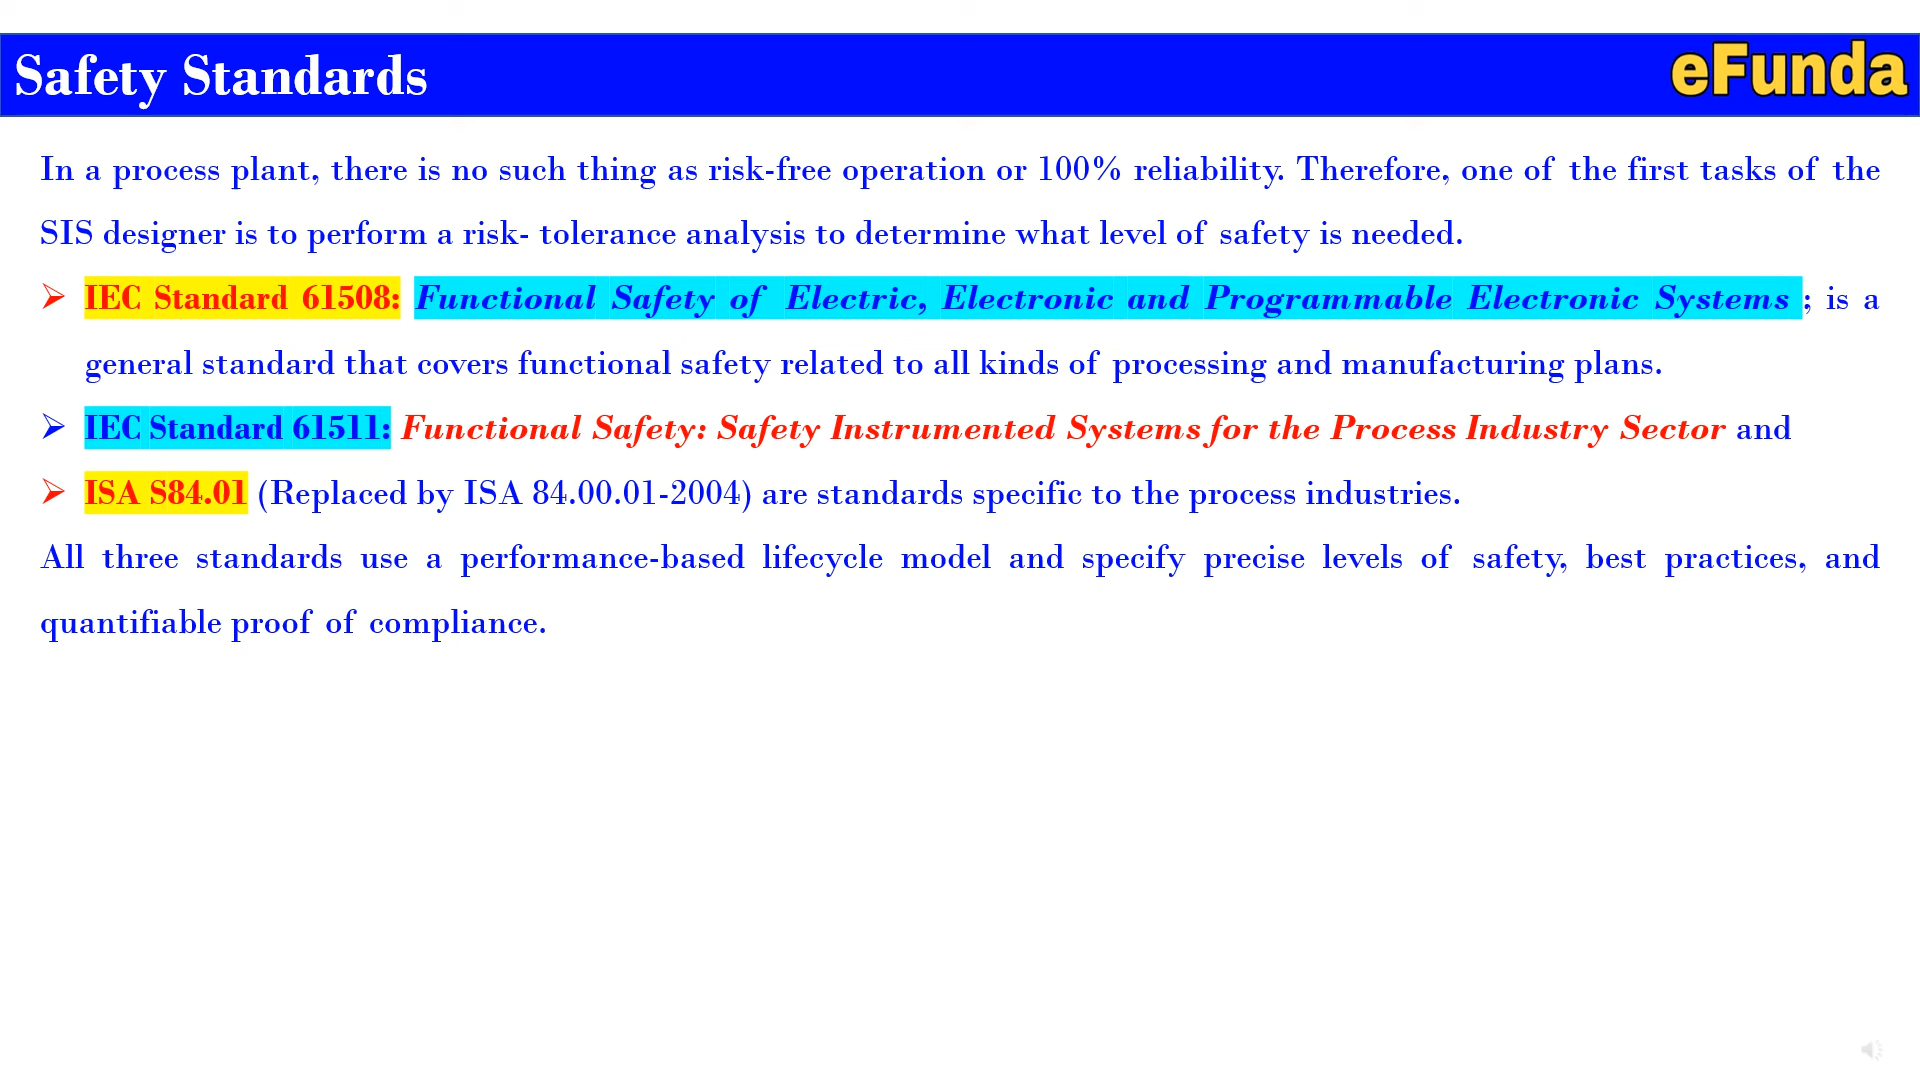 Safety Standards
eFunda
In a process plant, there is no such thing as risk-free operation or 100% reliability. Therefore, one of the first tasks of the
SIS designer is to perform a risk- tolerance analysis to determine what level of safety is needed.
➢ IEC Standard 61508: Functional Safety of Electric, Electronic and Programmable Electronic Systems ; is a
general standard that covers functional safety related to all kinds of processing and manufacturing plans.
➢ IEC Standard 61511: Functional Safety: Safety Instrumented Systems for the Process Industry Sector and
➢ ISA S84.01 (Replaced by ISA 84.00.01-2004) are standards specific to the process industries.
All three standards use a performance-based lifecycle model and specify precise levels of safety, best practices, and
quantifiable proof of compliance.